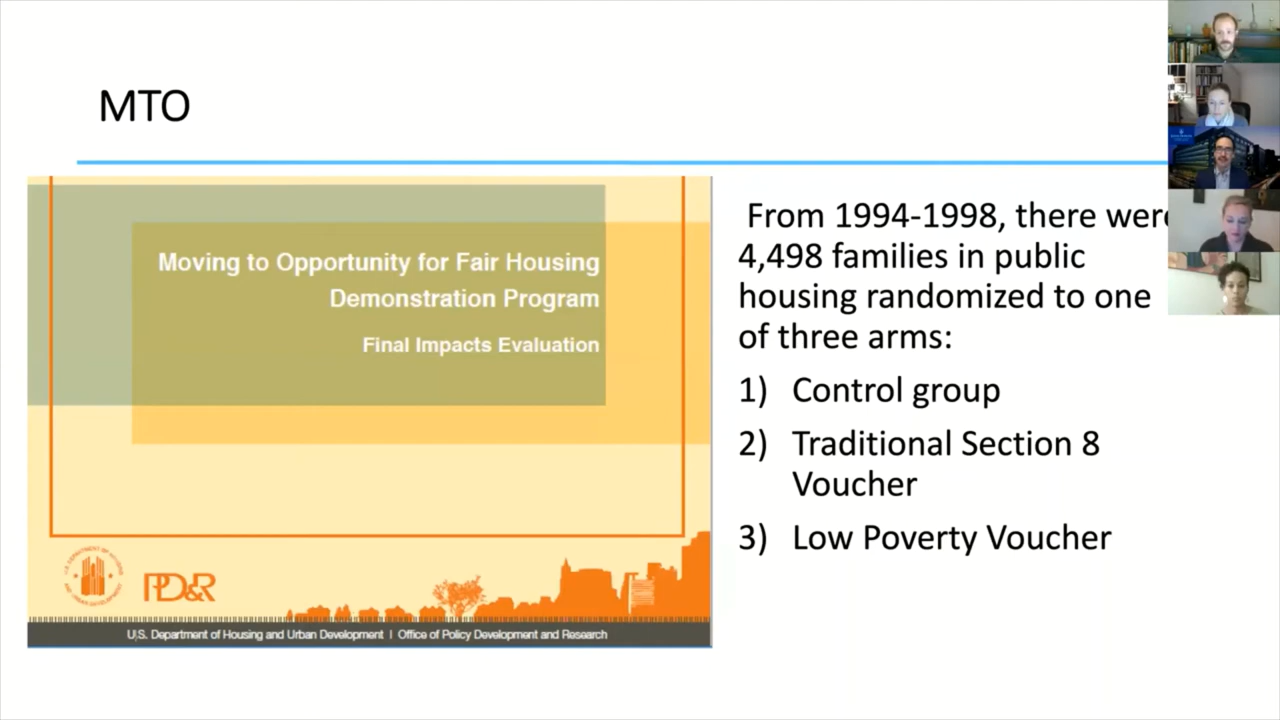 MTO
Moving to Opportunity for Fair Housing
Demonstration Program
Final Impacts Evaluation
PD&R
U.S. Department of Housing and Urban Development | Office of Policy Development and Research
From 1994-1998, there were
4,498 families in public
housing randomized to one
of three arms:
1) Control group
2) Traditional Section 8
Voucher
3) Low Poverty Voucher